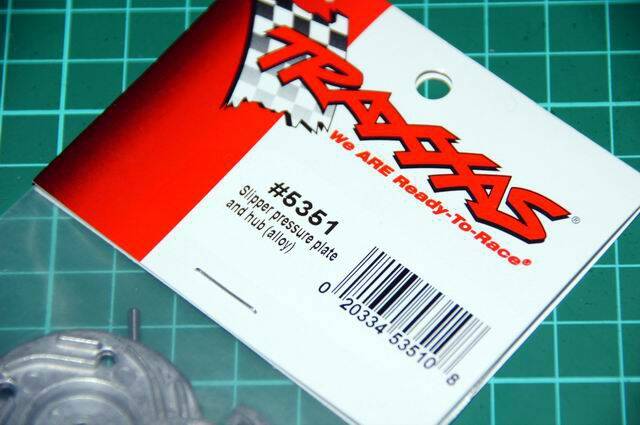 TRAXXAS®
We ARE Ready-To-Race®
#5351
Slipper pressure plate
and hub (alloy)
0 20334 53510 8